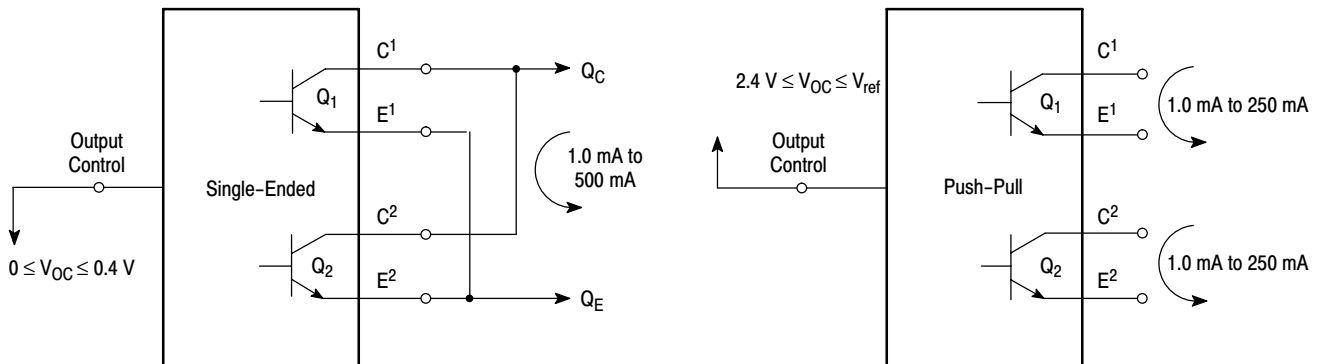 C1
Q1
E1
QC
Output
Control
Single-Ended
1.0 mA to
500 mA
C2
Q2
E2
QE
0 ≤ VOC ≤ 0.4 V
2.4 V ≤ VOC ≤ Vref
C1
Q1
E1
1.0 mA to 250 mA
Output
Control
Push-Pull
C2
Q2
E2
1.0 mA to 250 mA